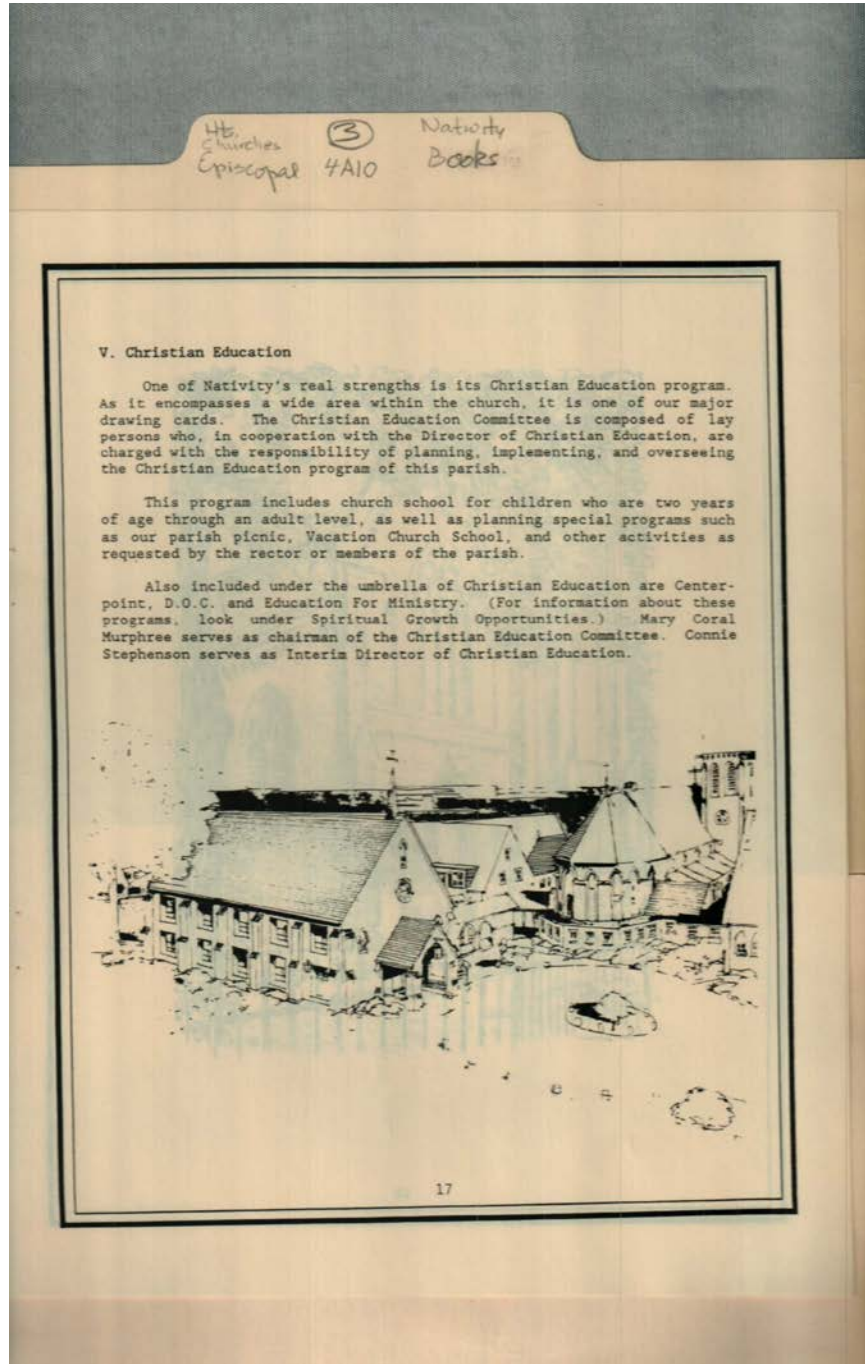 Hts.
Churches
Episcopal
3
4A10
Nativity
Books
V. Christian Education
One of Nativity's real strengths is its Christian Education program.
As it encompasses a wide area within the church, it is one of our major
drawing cards. The Christian Education Committee is composed of lay
persons who, in cooperation with the Director of Christian Education, are
charged with the responsibility of planning, implementing, and overseeing
the Christian Education program of this parish.
This program includes church school for children who are two years
of age through an adult level, as well as planning special programs such
as our parish picnic, Vacation Church School, and other activities as
requested by the rector or members of the parish.
Also included under the umbrella of Christian Education are Center-
point, D.O.C. and Education For Ministry. (For information about these
programs, look under Spiritual Growth Opportunities.) Mary Coral
Murphree serves as chairman of the Christian Education Committee. Connie
Stephenson serves as Interim Director of Christian Education.
17